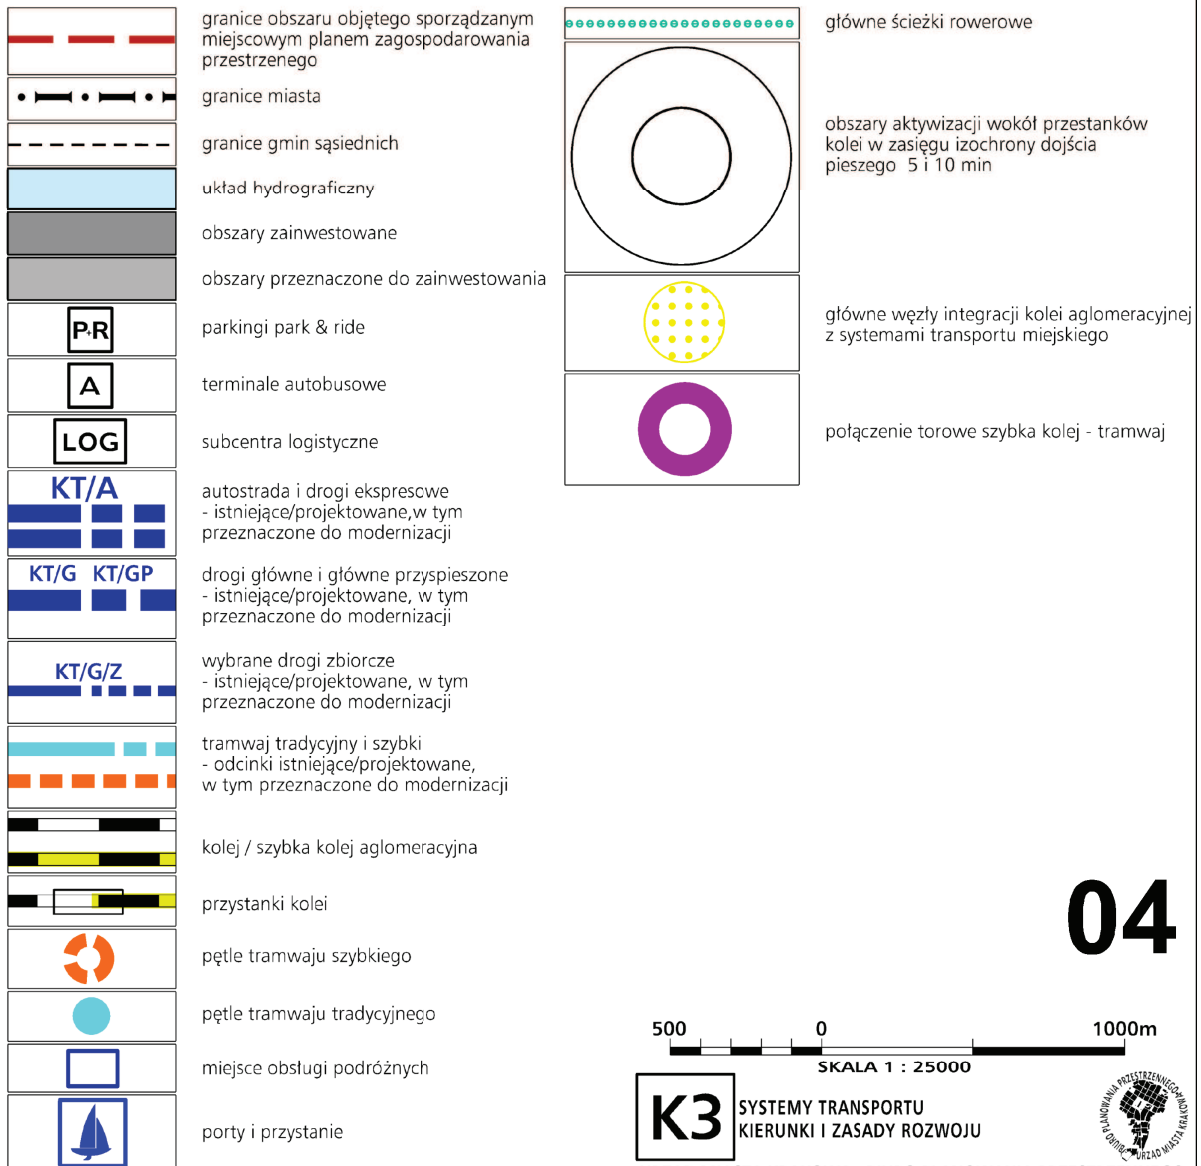 granice obszaru objętego sporządzanym
miejscowym planem zagospodarowania
przestrzenego
granice miasta
granice gmin sąsiednich
układ hydrograficzny
obszary zainwestowane
obszary przeznaczone do zainwestowania
P+R
parkingi park & ride
A
terminale autobusowe
LOG
subcentra logistyczne
KT/A
autostrada i drogi ekspresowe
- istniejące/projektowane,w tym
przeznaczone do modernizacji
KT/G KT/GP
drogi główne i główne przyspieszone
- istniejące/projektowane, w tym
przeznaczone do modernizacji
KT/G/Z
wybrane drogi zbiorcze
- istniejące/projektowane, w tym
przeznaczone do modernizacji
tramwaj tradycyjny i szybki
- odcinki istniejące/projektowane,
w tym przeznaczone do modernizacji
kolej / szybka kolej aglomeracyjna
przystanki kolei
pętle tramwaju szybkiego
pętle tramwaju tradycyjnego
miejsce obsługi podróżnych
porty i przystanie
główne ścieżki rowerowe
obszary aktywizacji wokół przestanków
kolei w zasięgu izochrony dojścia
pieszego 5 i 10 min
główne węzły integracji kolei aglomeracyjnej
z systemami transportu miejskiego
połączenie torowe szybka kolej - tramwaj
04
500 0 1000m
SKALA 1 : 25000
K3
SYSTEMY TRANSPORTU
KIERUNKI I ZASADY ROZWOJU
BIURO PLANOWANIA PRZESTRZENNEGO
URZĄD MIASTA KRAKOWA